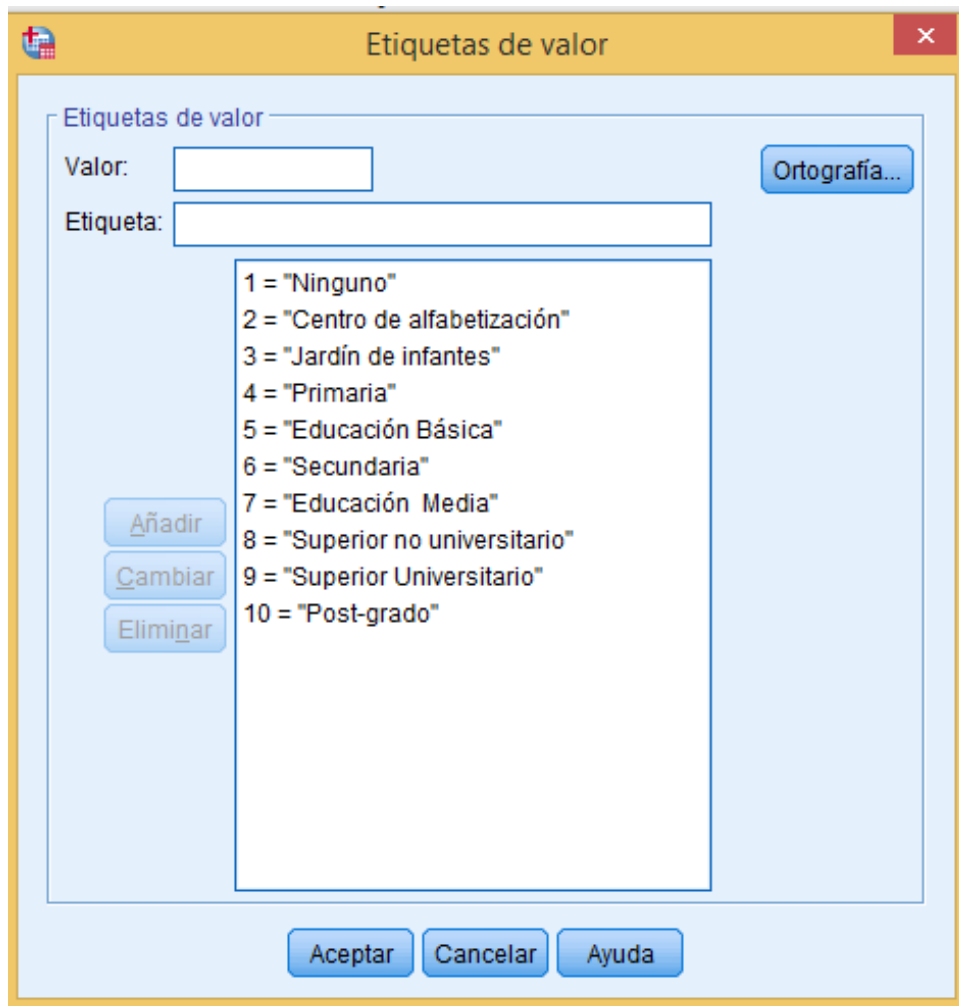 Etiquetas de valor
Etiquetas de valor
Valor:
Ortografía...
Etiqueta:
1 = "Ninguno"
2 = "Centro de alfabetización"
3 = "Jardín de infantes"
4 = "Primaria"
5 = "Educación Básica"
6 = "Secundaria"
7 = "Educación  Media"
8 = "Superior no universitario"
9 = "Superior Universitario"
10 = "Post-grado"
Añadir
Cambiar
Eliminar
Aceptar Cancelar Ayuda